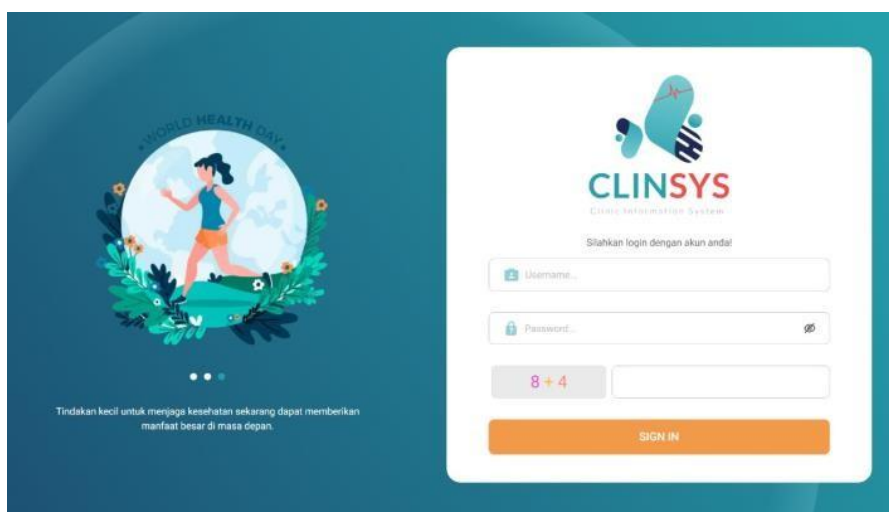 WORLD HEALTH DAY
Tindakan kecil untuk menjaga kesehatan sekarang dapat memberikan
manfaat besar di masa depan.
CLINSYS
Clinic Information System
Silahkan login dengan akun anda!
Username...
Password...
8 + 4
SIGN IN